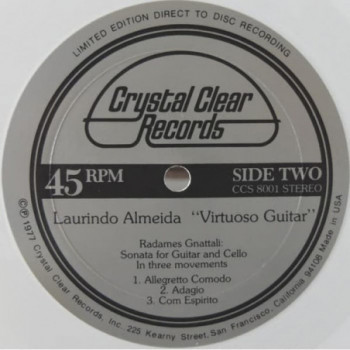 LIMITED EDITION DIRECT TO DISC RECORDING
Crystal Clear
Records
45 RPM
SIDE TWO
CCS 8001 STEREO
Laurindo Almeida "Virtuoso Guitar"
Radames Gnattali:
Sonata for Guitar and Cello
In three movements
1. Allegretto Comodo
2. Adagio
3. Com Espirito
©℗1977 Crystal Clear Records, Inc. 225 Kearny Street, San Francisco, California 94108 Made in USA